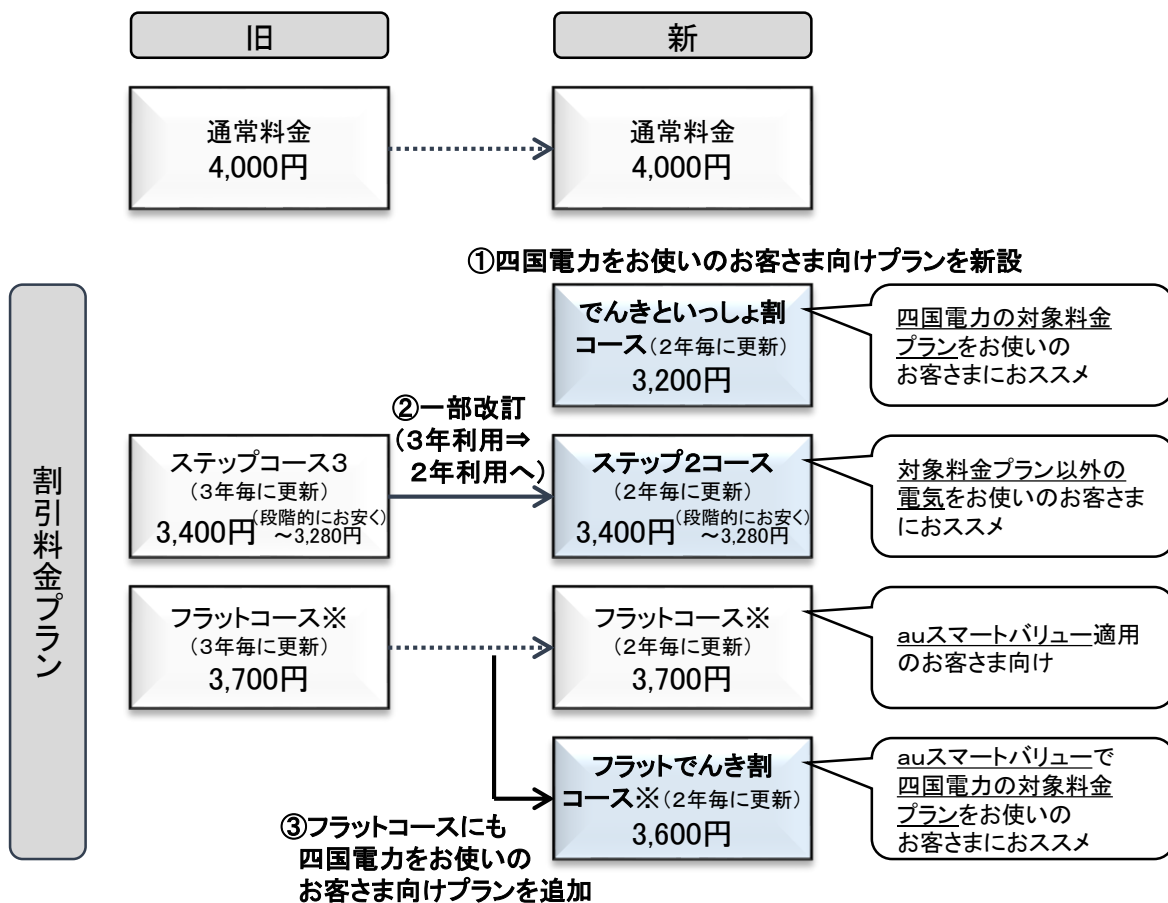 旧
新
通常料金
4,000円
通常料金
4,000円
①四国電力をお使いのお客さま向けプランを新設
割引料金プラン
でんきといっしょ割
コース(2年毎に更新)
3,200円
四国電力の対象料金
プランをお使いの
お客さまにおススメ
②一部改訂
(3年利用⇒
2年利用へ)
ステップコース3
(3年毎に更新)
3,400円(段階的にお安く)
~3,280円
ステップ2コース
(2年毎に更新)
3,400円(段階的にお安く)
~3,280円
対象料金プラン以外の
電気をお使いのお客さま
におススメ
フラットコース※
(3年毎に更新)
3,700円
フラットコース※
(2年毎に更新)
3,700円
auスマートバリュー適用
のお客さま向け
フラットでんき割
コース※(2年毎に更新)
3,600円
auスマートバリューで
四国電力の対象料金
プランをお使いの
お客さまにおススメ
③フラットコースにも
四国電力をお使いの
お客さま向けプランを追加